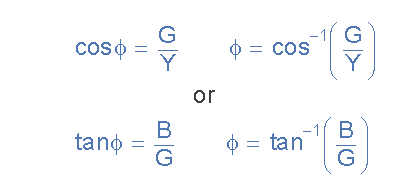 cosϕ = G/Y    ϕ = cos⁻¹(G/Y)
or
tanϕ = B/G    ϕ = tan⁻¹(B/G)